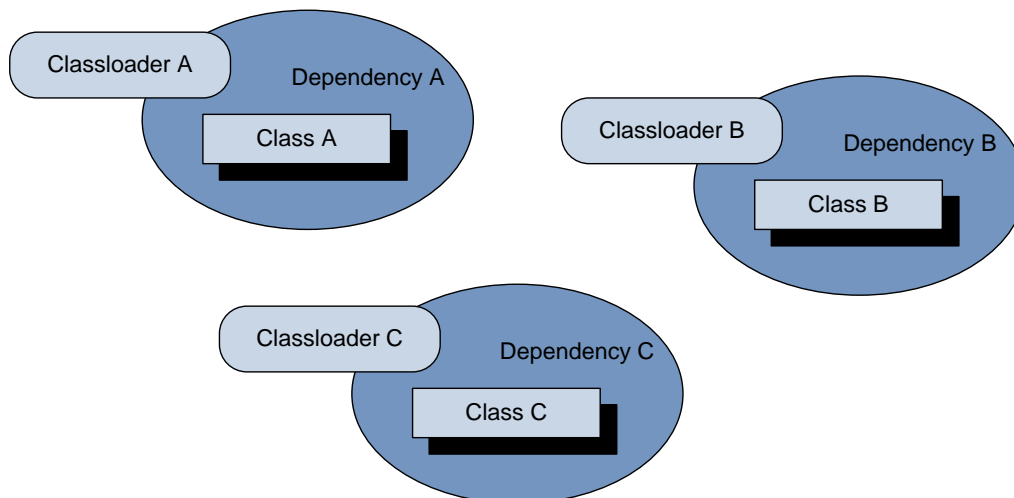 Classloader A
Dependency A
Class A
Classloader B
Dependency B
Class B
Classloader C
Dependency C
Class C